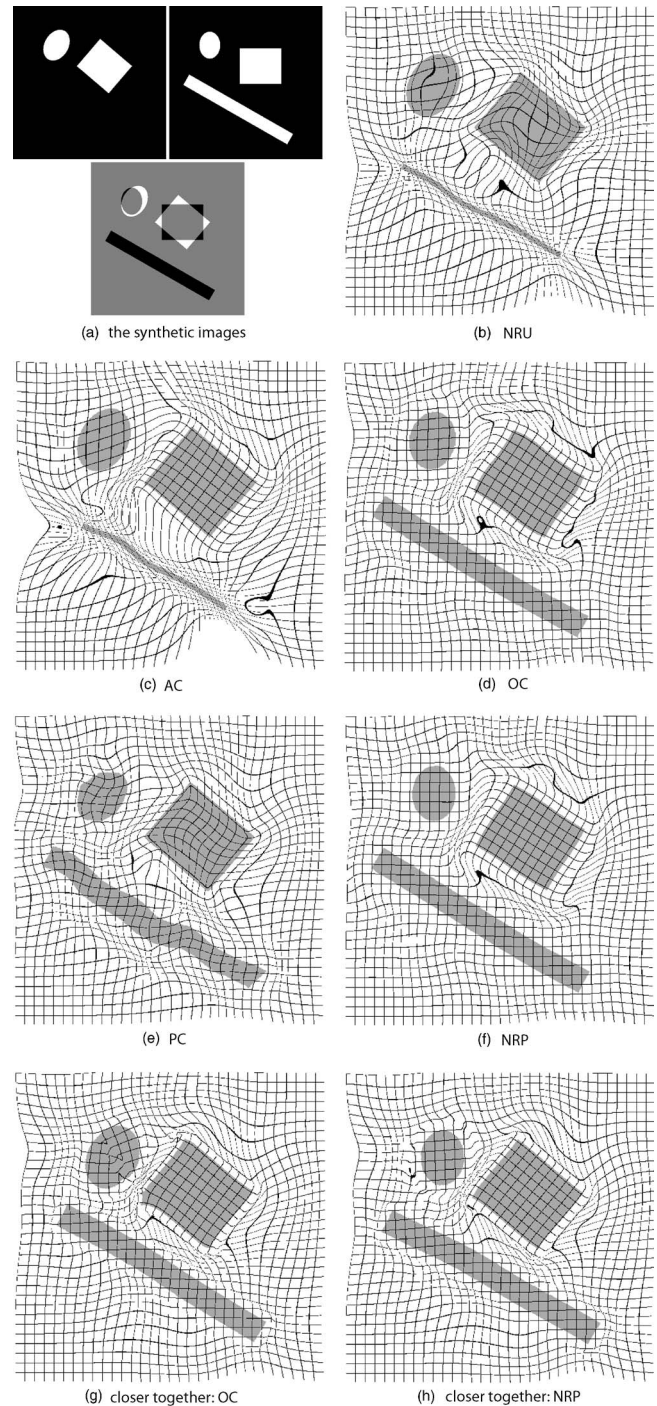 (a) the synthetic images
(b) NRU
(c) AC
(d) OC
(e) PC
(f) NRP
(g) closer together: OC
(h) closer together: NRP